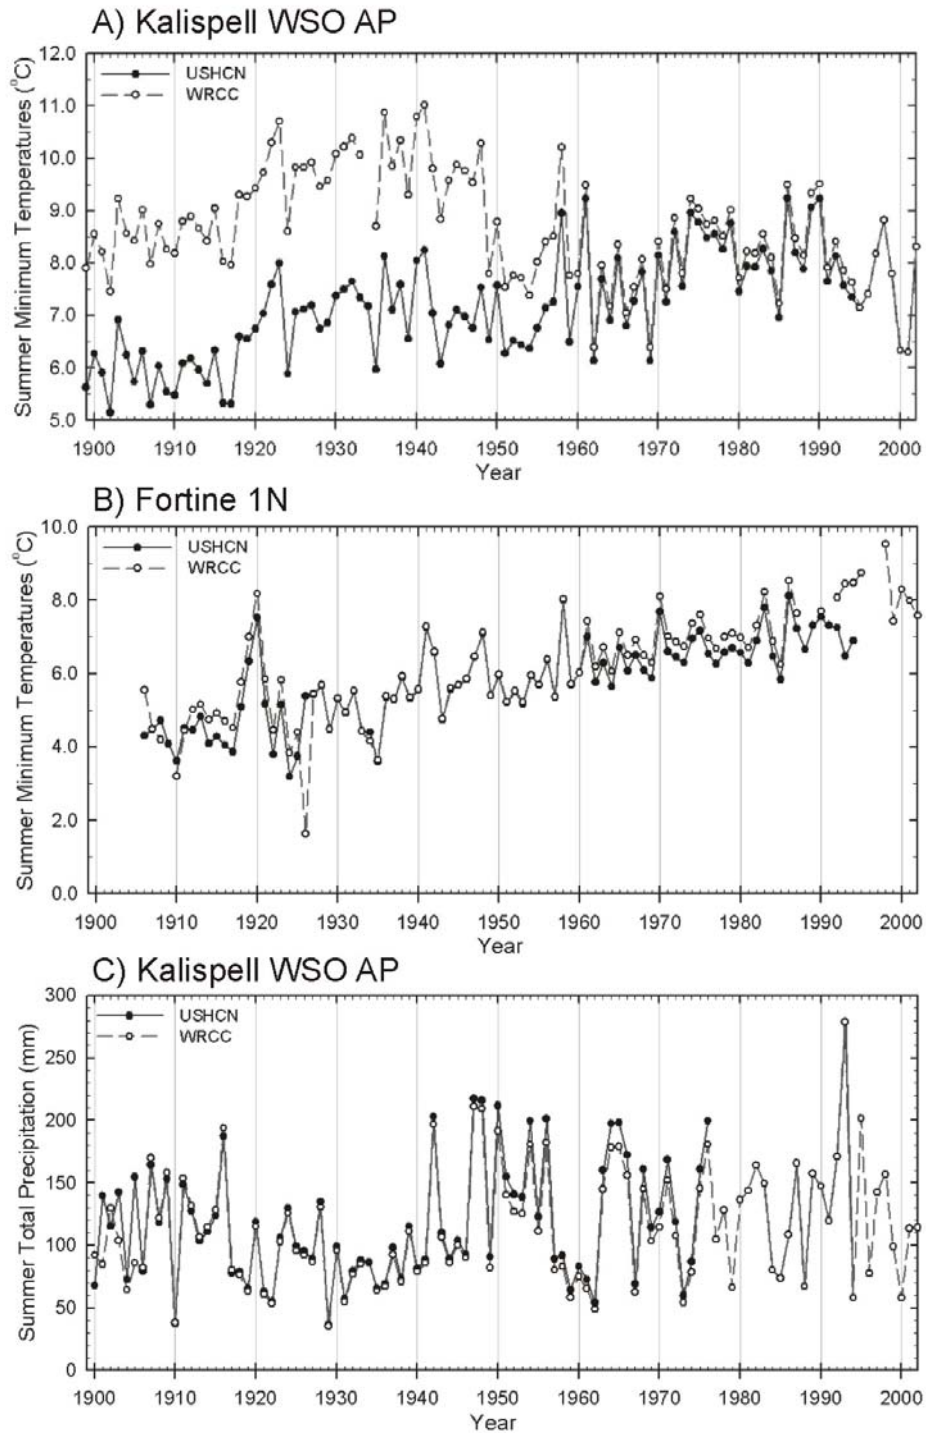 A) Kalispell WSO AP
Summer Minimum Temperatures (°C)
12.0
11.0
10.0
9.0
8.0
7.0
6.0
5.0
USHCN
WRCC
1900 1910 1920 1930 1940 1950 1960 1970 1980 1990 2000
Year
B) Fortine 1N
Summer Minimum Temperatures (°C)
10.0
8.0
6.0
4.0
2.0
0.0
USHCN
WRCC
1900 1910 1920 1930 1940 1950 1960 1970 1980 1990 2000
Year
C) Kalispell WSO AP
Summer Total Precipitation (mm)
300
250
200
150
100
50
0
USHCN
WRCC
1900 1910 1920 1930 1940 1950 1960 1970 1980 1990 2000
Year